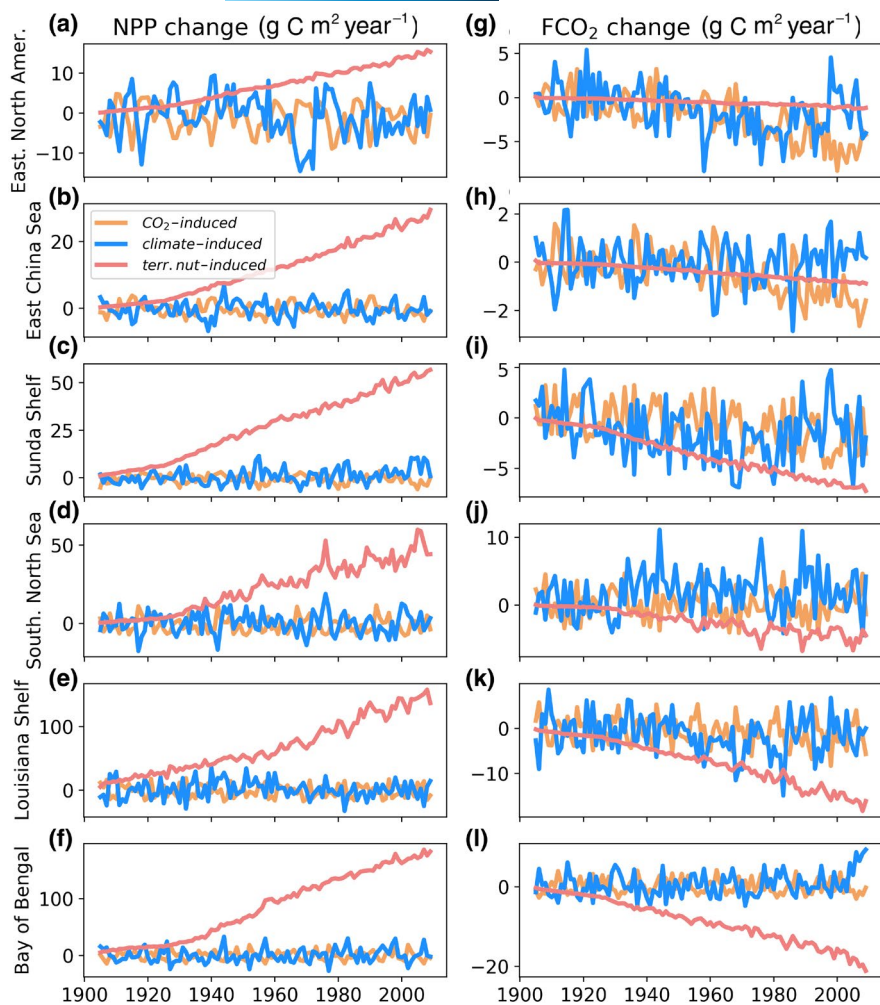 (a) NPP change (g C m² year⁻¹)
(g) FCO₂ change (g C m² year⁻¹)
East. North Amer.
10
0
−10
5
0
−5
(b)
(h)
East China Sea
CO₂−induced
climate−induced
terr. nut−induced
20
0
2
0
−2
(c)
(i)
Sunda Shelf
50
25
0
5
0
−5
(d)
(j)
South. North Sea
50
0
10
0
(e)
(k)
Louisiana Shelf
100
0
0
−10
(f)
(l)
Bay of Bengal
100
0
0
−20
1900 1920 1940 1960 1980 2000
1900 1920 1940 1960 1980 2000